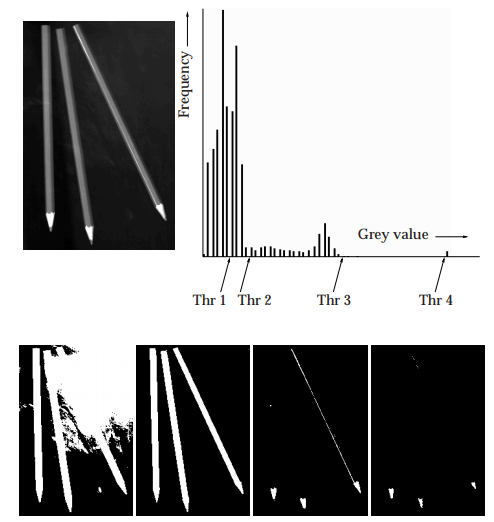 Frequency
Grey value
Thr 1 Thr 2 Thr 3 Thr 4